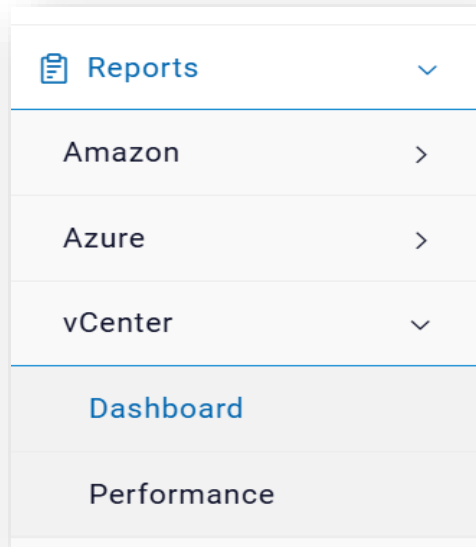 Reports
Amazon
Azure
vCenter
Dashboard
Performance